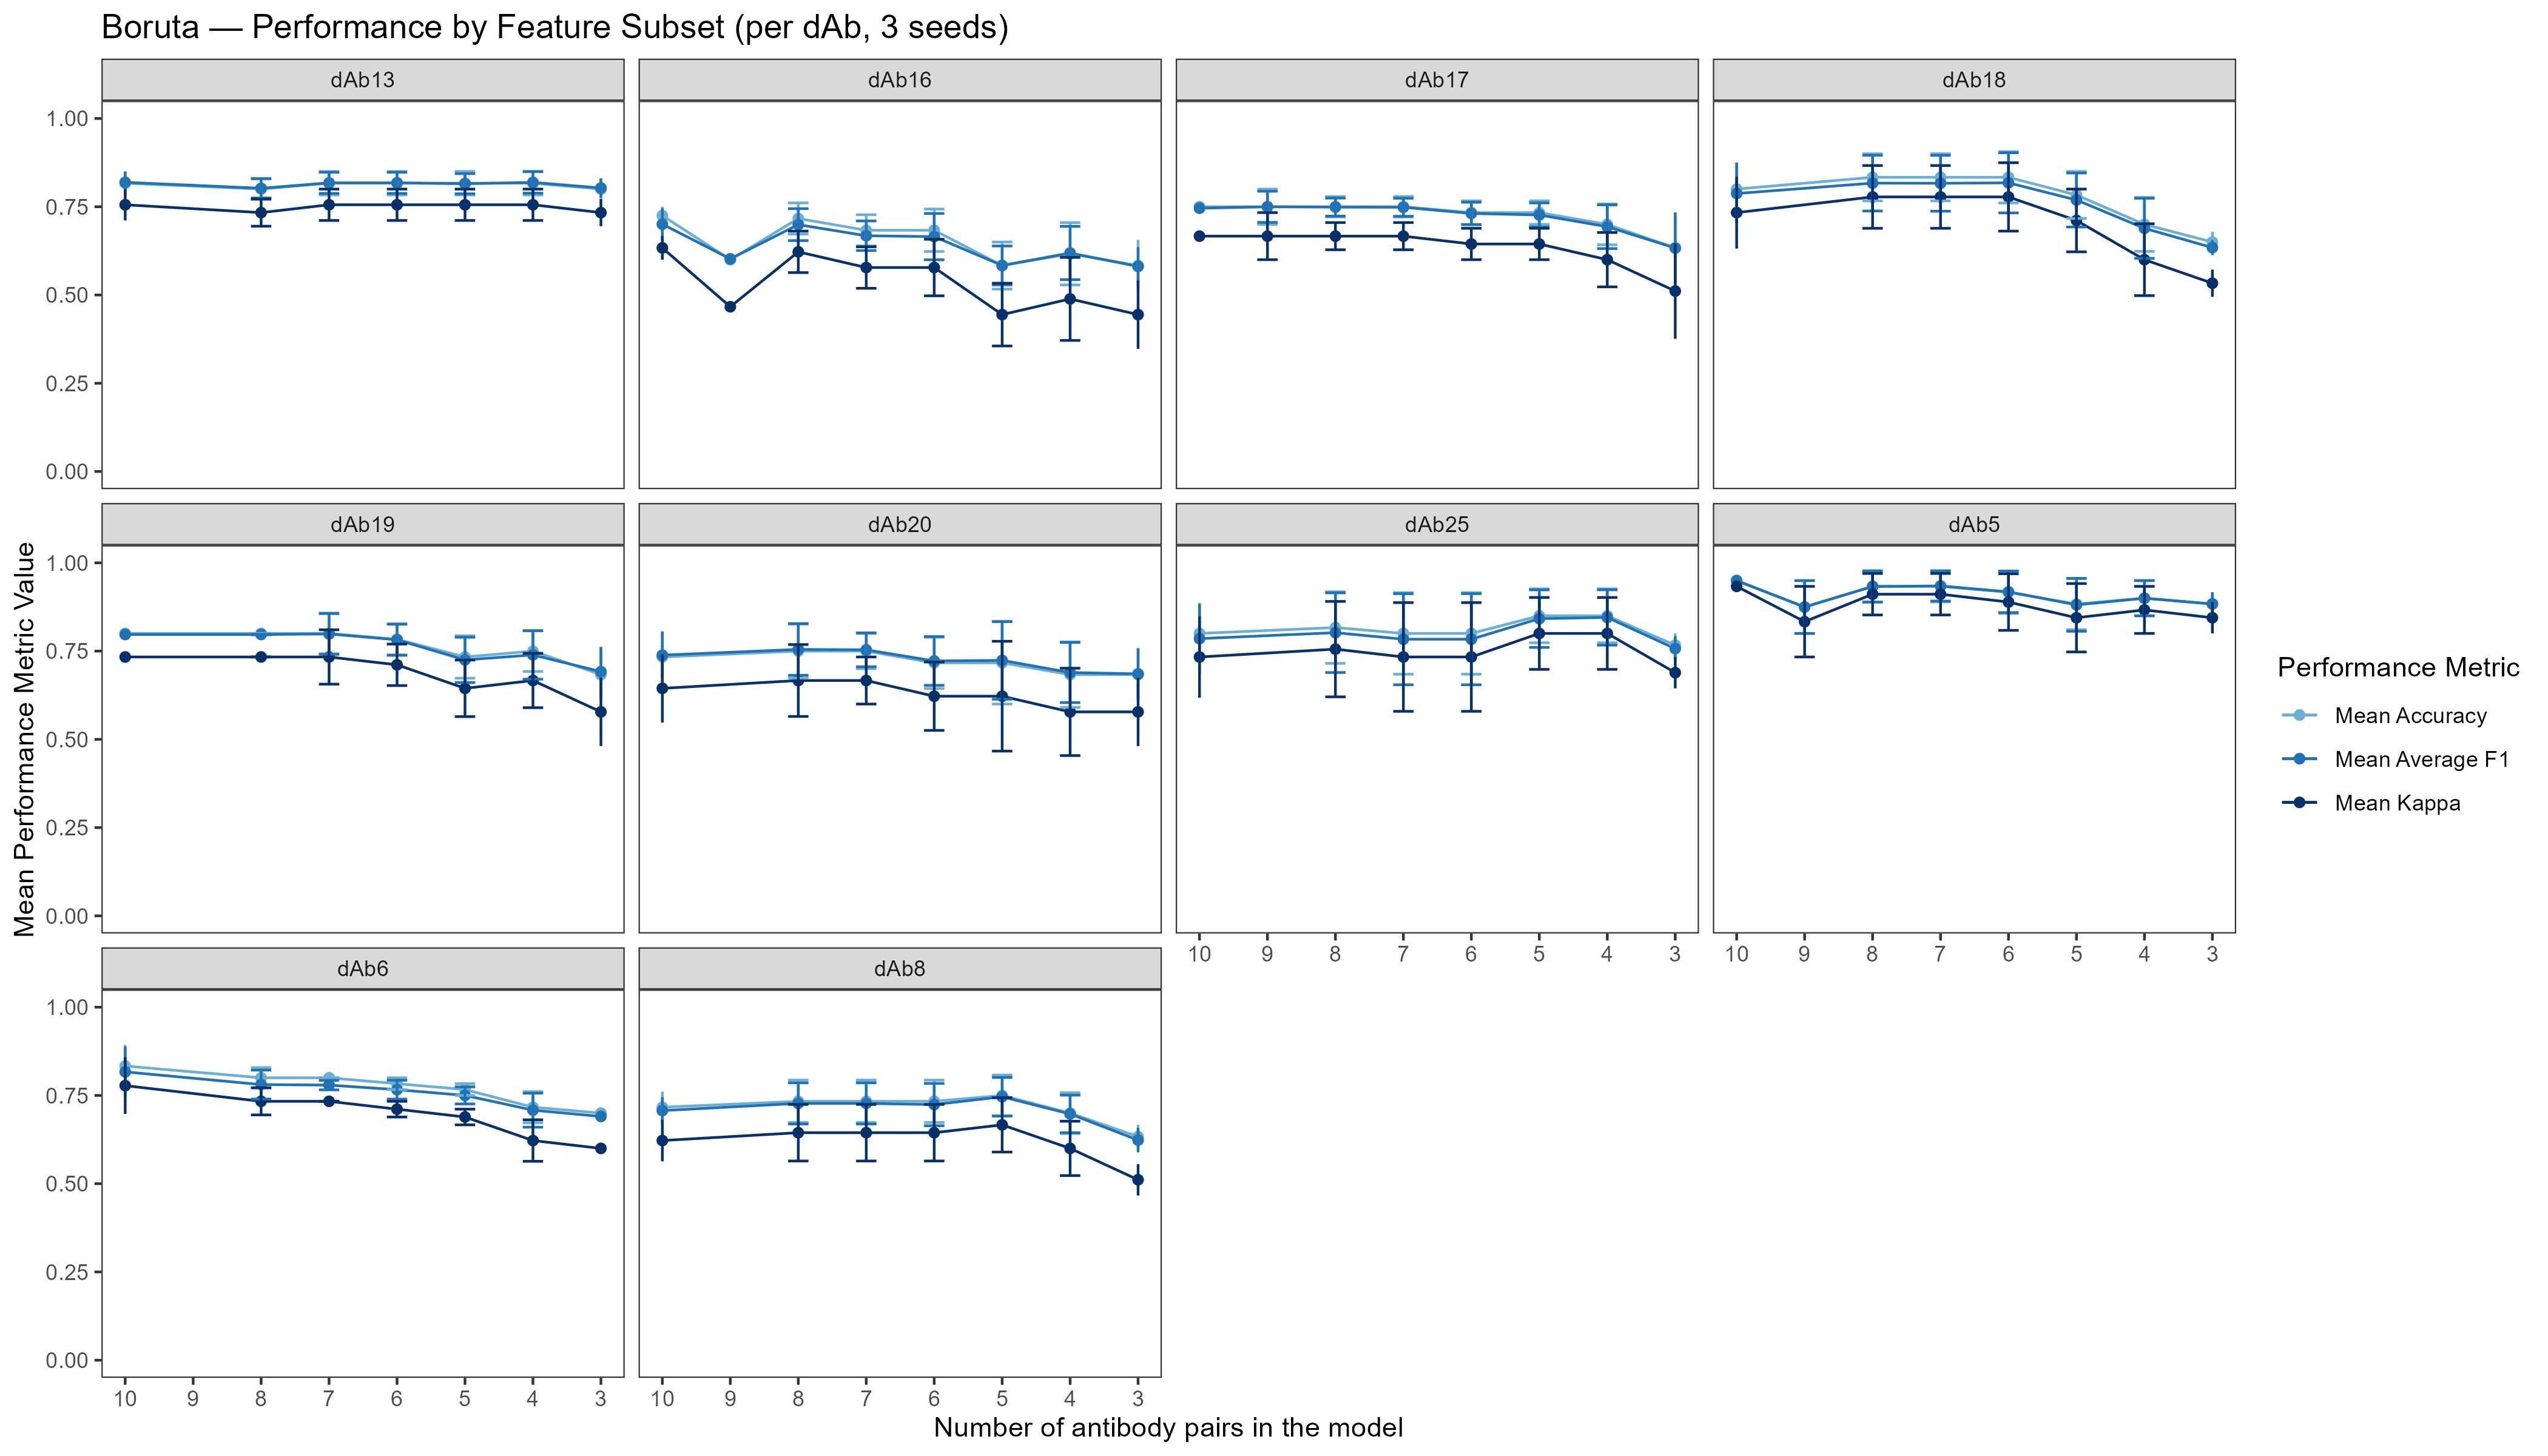 Boruta — Performance by Feature Subset (per dAb, 3 seeds)
dAb13 dAb16 dAb17 dAb18
1.00
0.75
0.50
0.25
0.00
dAb19 dAb20 dAb25 dAb5
1.00
0.75
0.50
0.25
0.00
10 9 8 7 6 5 4 3 10 9 8 7 6 5 4 3
dAb6 dAb8
1.00
0.75
0.50
0.25
0.00
10 9 8 7 6 5 4 3 10 9 8 7 6 5 4 3
Number of antibody pairs in the model
Mean Performance Metric Value
Performance Metric
Mean Accuracy
Mean Average F1
Mean Kappa